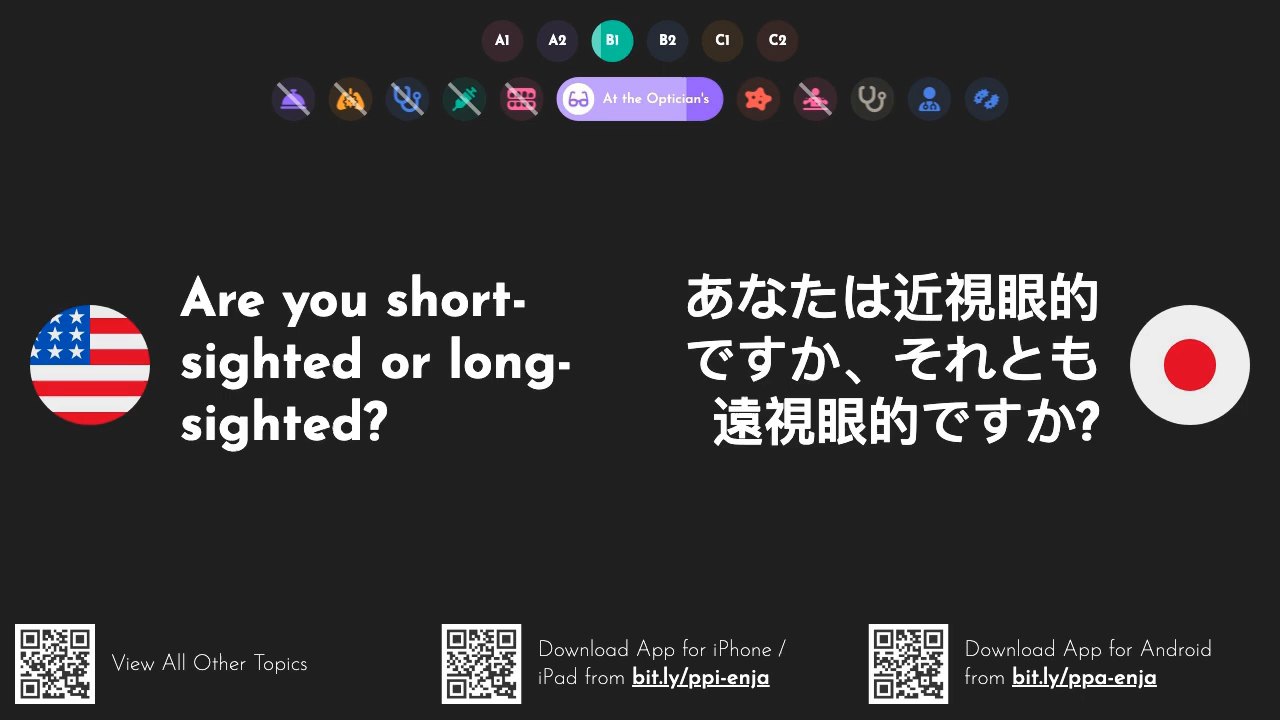 A1 A2 B1 B2 C1 C2
At the Optician's
Are you short-
sighted or long-
sighted?
あなたは近視眼的
ですか、それとも
遠視眼的ですか?
View All Other Topics
Download App for iPhone /
iPad from bit.ly/ppi-enja
Download App for Android
from bit.ly/ppa-enja